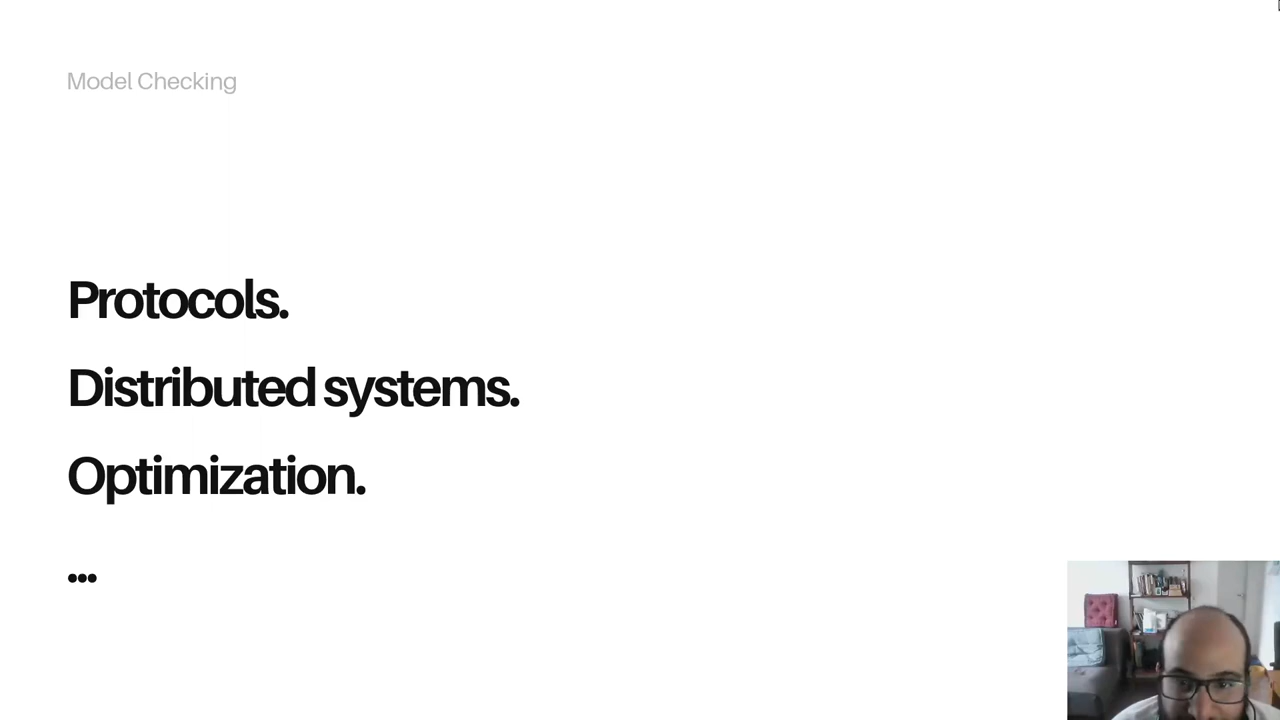 Model Checking
Protocols.
Distributed systems.
Optimization.
...